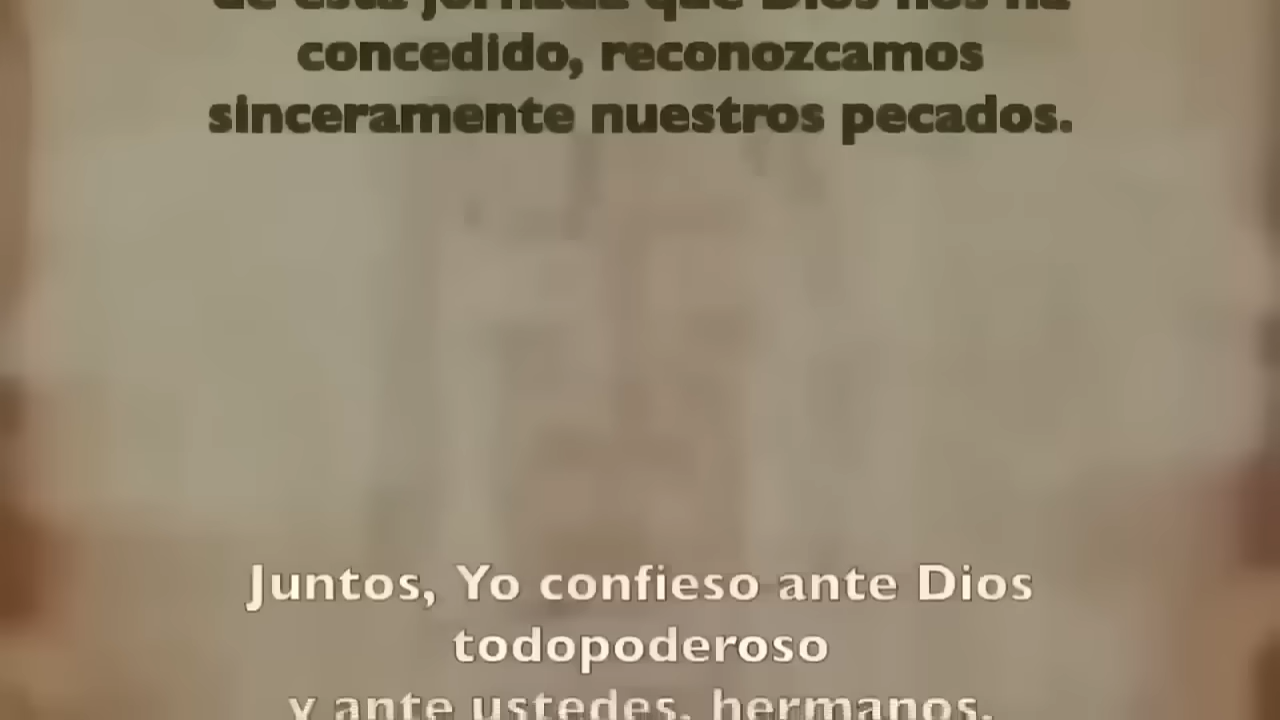 de esta jornada que Dios nos ha
concedido, reconozcamos
sinceramente nuestros pecados.
Juntos, Yo confieso ante Dios
todopoderoso
y ante ustedes, hermanos,